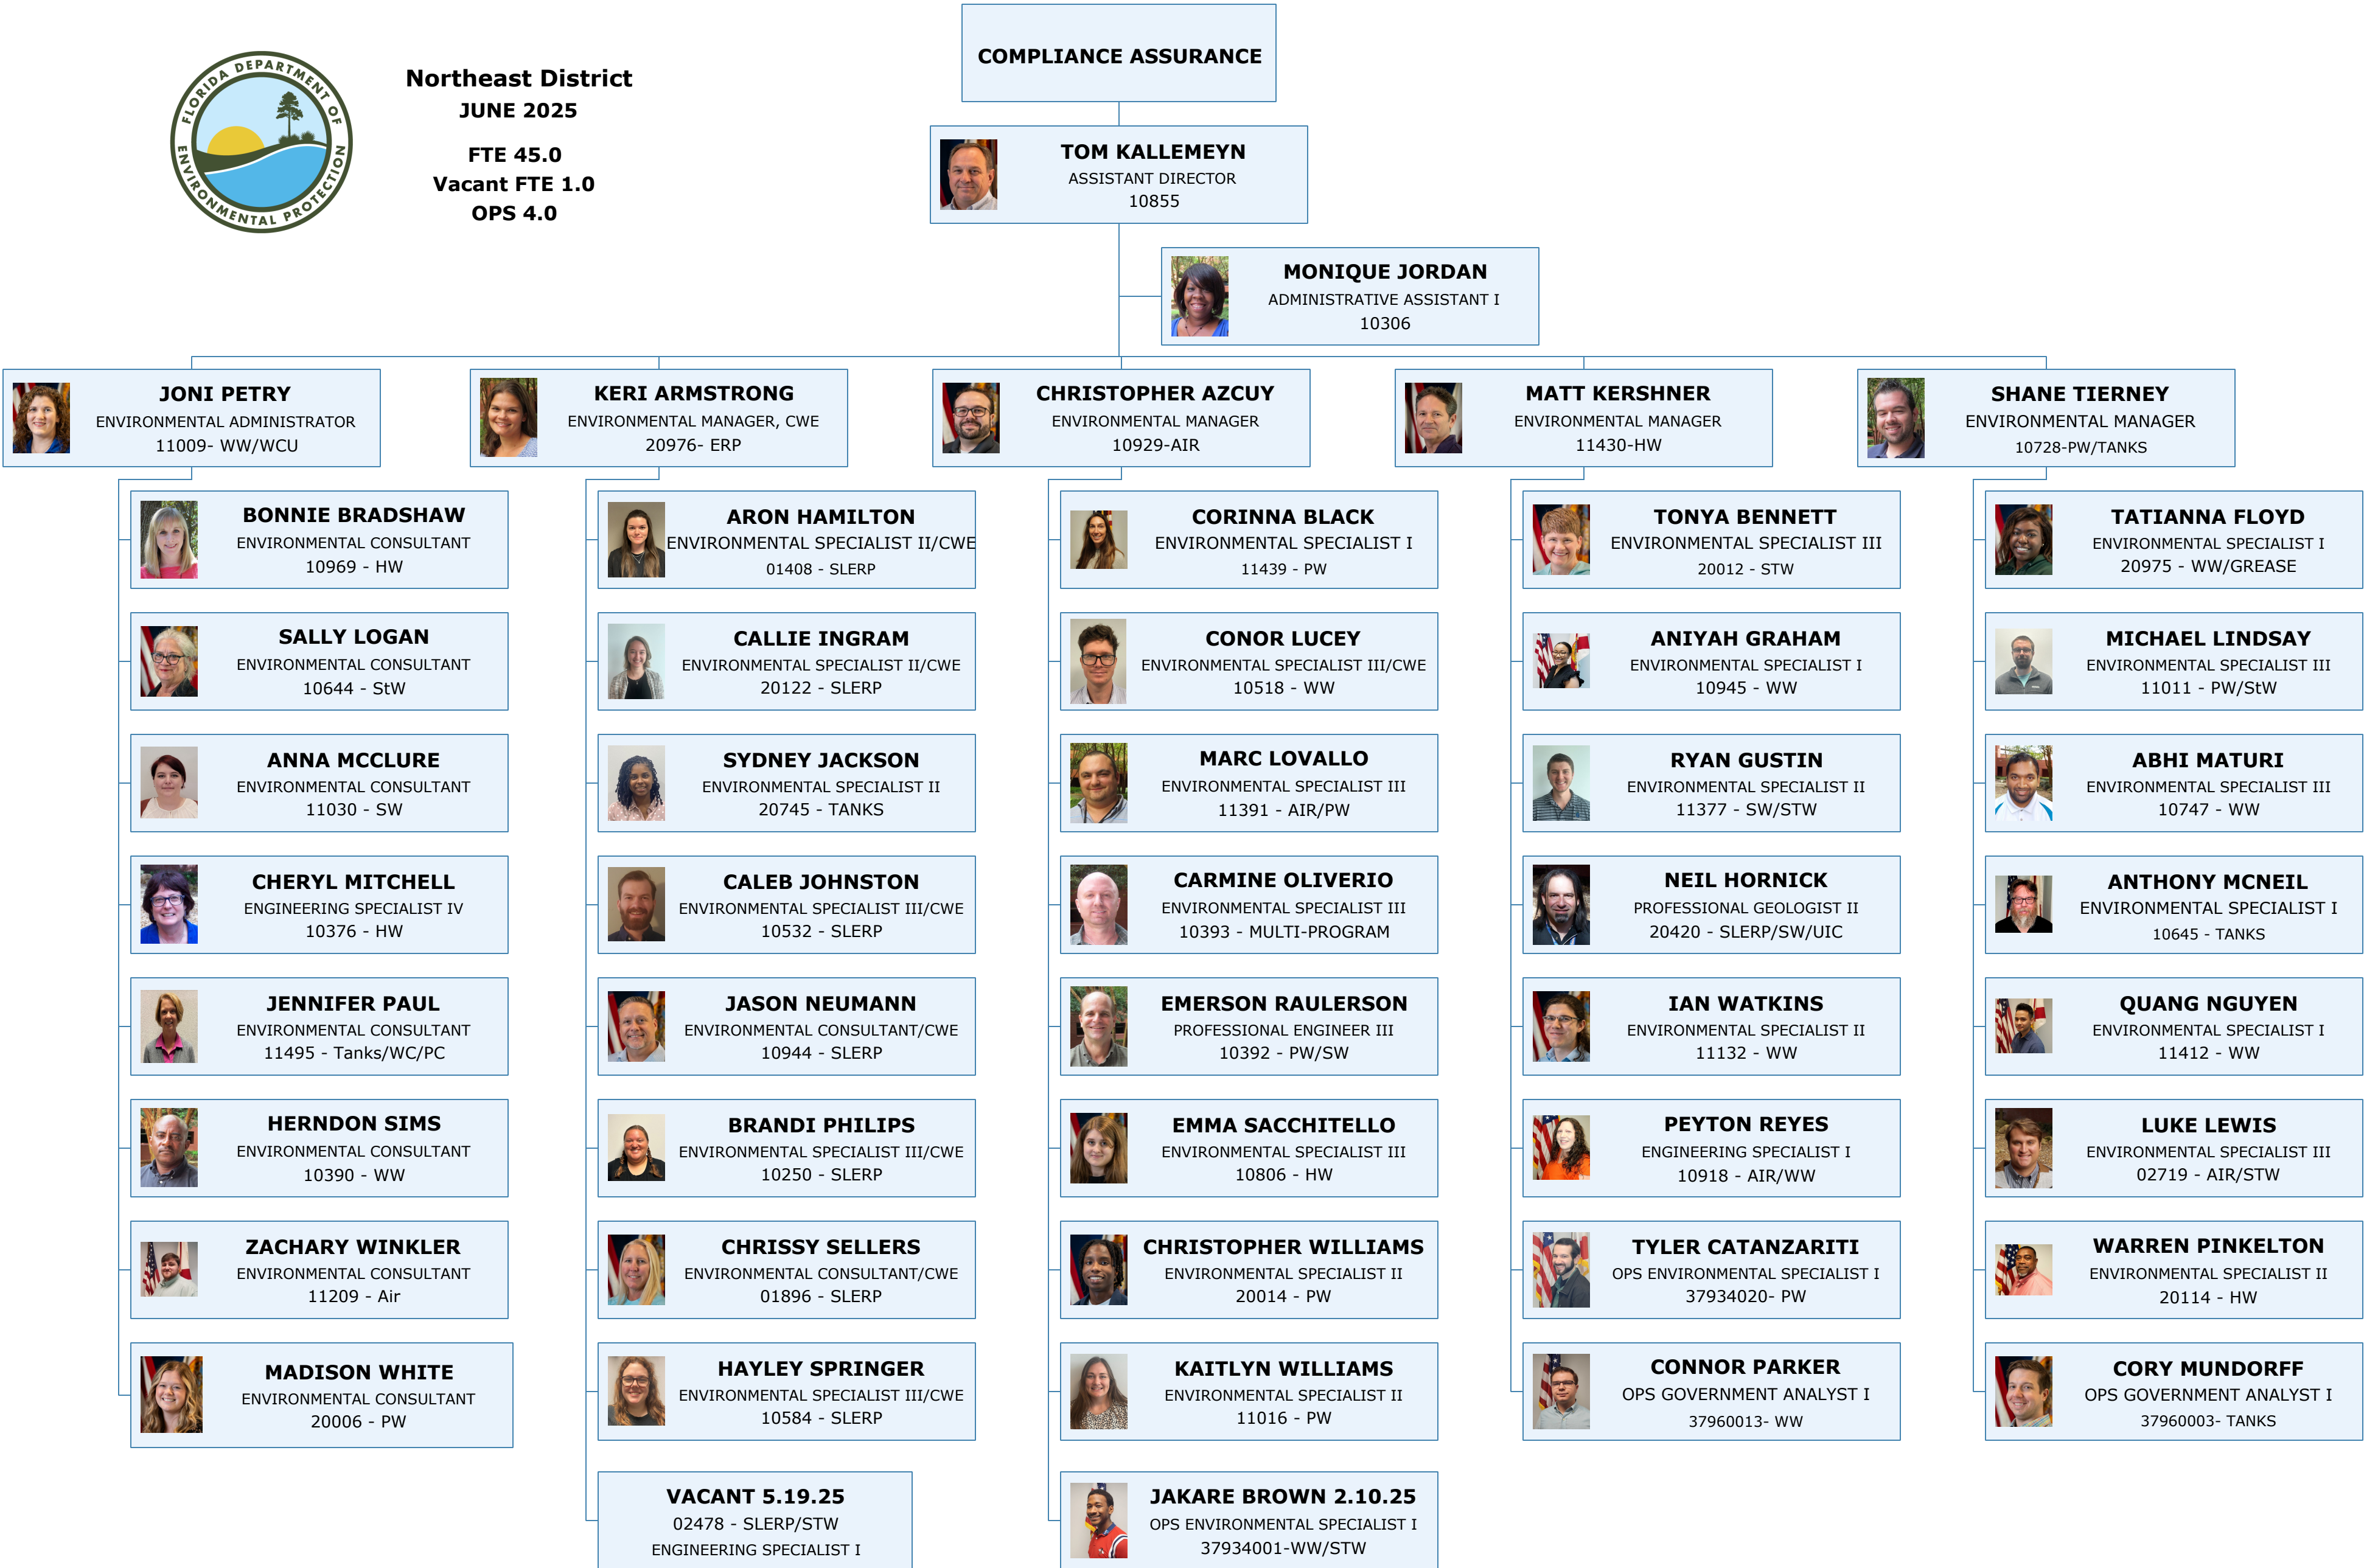 FLORIDA DEPARTMENT OF
ENVIRONMENTAL PROTECTION
Northeast District
JUNE 2025
FTE 45.0
Vacant FTE 1.0
OPS 4.0
COMPLIANCE ASSURANCE
TOM KALLEMEYN
ASSISTANT DIRECTOR
10855
MONIQUE JORDAN
ADMINISTRATIVE ASSISTANT I
10306
JONI PETRY
ENVIRONMENTAL ADMINISTRATOR
11009- WW/WCU
BONNIE BRADSHAW
ENVIRONMENTAL CONSULTANT
10969 - HW
SALLY LOGAN
ENVIRONMENTAL CONSULTANT
10644 - StW
ANNA MCCLURE
ENVIRONMENTAL CONSULTANT
11030 - SW
CHERYL MITCHELL
ENGINEERING SPECIALIST IV
10376 - HW
JENNIFER PAUL
ENVIRONMENTAL CONSULTANT
11495 - Tanks/WC/PC
HERNDON SIMS
ENVIRONMENTAL CONSULTANT
10390 - WW
ZACHARY WINKLER
ENVIRONMENTAL CONSULTANT
11209 - Air
MADISON WHITE
ENVIRONMENTAL CONSULTANT
20006 - PW
KERI ARMSTRONG
ENVIRONMENTAL MANAGER, CWE
20976- ERP
ARON HAMILTON
ENVIRONMENTAL SPECIALIST II/CWE
01408 - SLERP
CALLIE INGRAM
ENVIRONMENTAL SPECIALIST II/CWE
20122 - SLERP
SYDNEY JACKSON
ENVIRONMENTAL SPECIALIST II
20745 - TANKS
CALEB JOHNSTON
ENVIRONMENTAL SPECIALIST III/CWE
10532 - SLERP
JASON NEUMANN
ENVIRONMENTAL CONSULTANT/CWE
10944 - SLERP
BRANDI PHILIPS
ENVIRONMENTAL SPECIALIST III/CWE
10250 - SLERP
CHRISSY SELLERS
ENVIRONMENTAL CONSULTANT/CWE
01896 - SLERP
HAYLEY SPRINGER
ENVIRONMENTAL SPECIALIST III/CWE
10584 - SLERP
VACANT 5.19.25
02478 - SLERP/STW
ENGINEERING SPECIALIST I
CHRISTOPHER AZCUY
ENVIRONMENTAL MANAGER
10929-AIR
CORINNA BLACK
ENVIRONMENTAL SPECIALIST I
11439 - PW
CONOR LUCEY
ENVIRONMENTAL SPECIALIST III/CWE
10518 - WW
MARC LOVALLO
ENVIRONMENTAL SPECIALIST III
11391 - AIR/PW
CARMINE OLIVERIO
ENVIRONMENTAL SPECIALIST III
10393 - MULTI-PROGRAM
EMERSON RAULERSON
PROFESSIONAL ENGINEER III
10392 - PW/SW
EMMA SACCHITELLO
ENVIRONMENTAL SPECIALIST III
10806 - HW
CHRISTOPHER WILLIAMS
ENVIRONMENTAL SPECIALIST II
20014 - PW
KAITLYN WILLIAMS
ENVIRONMENTAL SPECIALIST II
11016 - PW
JAKARE BROWN 2.10.25
OPS ENVIRONMENTAL SPECIALIST I
37934001-WW/STW
MATT KERSHNER
ENVIRONMENTAL MANAGER
11430-HW
TONYA BENNETT
ENVIRONMENTAL SPECIALIST III
20012 - STW
ANIYAH GRAHAM
ENVIRONMENTAL SPECIALIST I
10945 - WW
RYAN GUSTIN
ENVIRONMENTAL SPECIALIST II
11377 - SW/STW
NEIL HORNICK
PROFESSIONAL GEOLOGIST II
20420 - SLERP/SW/UIC
IAN WATKINS
ENVIRONMENTAL SPECIALIST II
11132 - WW
PEYTON REYES
ENGINEERING SPECIALIST I
10918 - AIR/WW
TYLER CATANZARITI
OPS ENVIRONMENTAL SPECIALIST I
37934020- PW
CONNOR PARKER
OPS GOVERNMENT ANALYST I
37960013- WW
SHANE TIERNEY
ENVIRONMENTAL MANAGER
10728-PW/TANKS
TATIANNA FLOYD
ENVIRONMENTAL SPECIALIST I
20975 - WW/GREASE
MICHAEL LINDSAY
ENVIRONMENTAL SPECIALIST III
11011 - PW/StW
ABHI MATURI
ENVIRONMENTAL SPECIALIST III
10747 - WW
ANTHONY MCNEIL
ENVIRONMENTAL SPECIALIST I
10645 - TANKS
QUANG NGUYEN
ENVIRONMENTAL SPECIALIST I
11412 - WW
LUKE LEWIS
ENVIRONMENTAL SPECIALIST III
02719 - AIR/STW
WARREN PINKELTON
ENVIRONMENTAL SPECIALIST II
20114 - HW
CORY MUNDORFF
OPS GOVERNMENT ANALYST I
37960003- TANKS